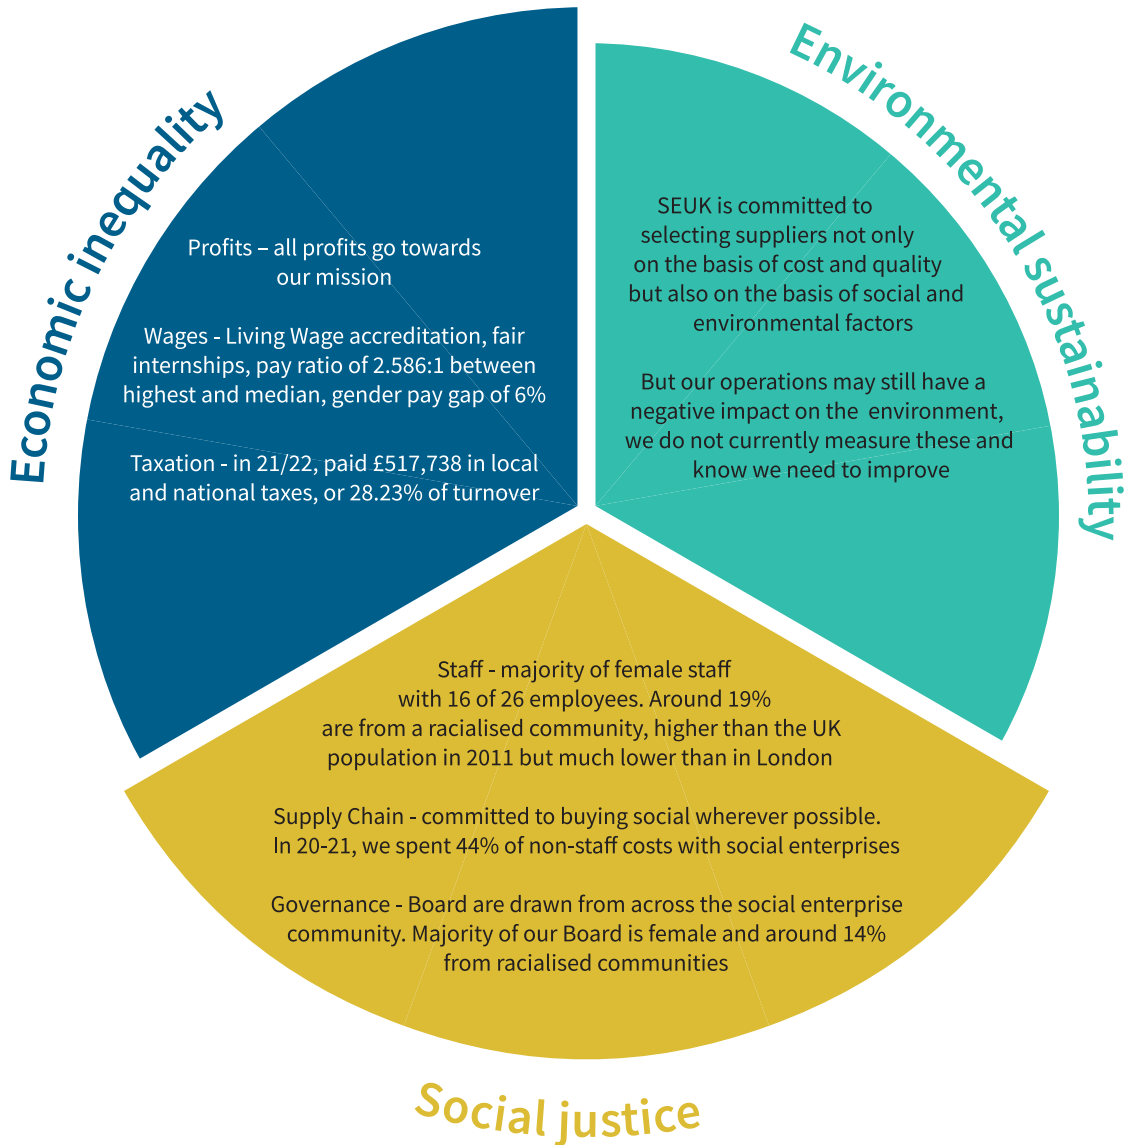 Economic inequality
Profits – all profits go towards
our mission
Wages - Living Wage accreditation, fair
internships, pay ratio of 2.586:1 between
highest and median, gender pay gap of 6%
Taxation - in 21/22, paid £517,738 in local
and national taxes, or 28.23% of turnover
Environmental sustainability
SEUK is committed to
selecting suppliers not only
on the basis of cost and quality
but also on the basis of social and
environmental factors
But our operations may still have a
negative impact on the environment,
we do not currently measure these and
know we need to improve
Staff - majority of female staff
with 16 of 26 employees. Around 19%
are from a racialised community, higher than the UK
population in 2011 but much lower than in London
Supply Chain - committed to buying social wherever possible.
In 20-21, we spent 44% of non-staff costs with social enterprises
Governance - Board are drawn from across the social enterprise
community. Majority of our Board is female and around 14%
from racialised communities
Social justice